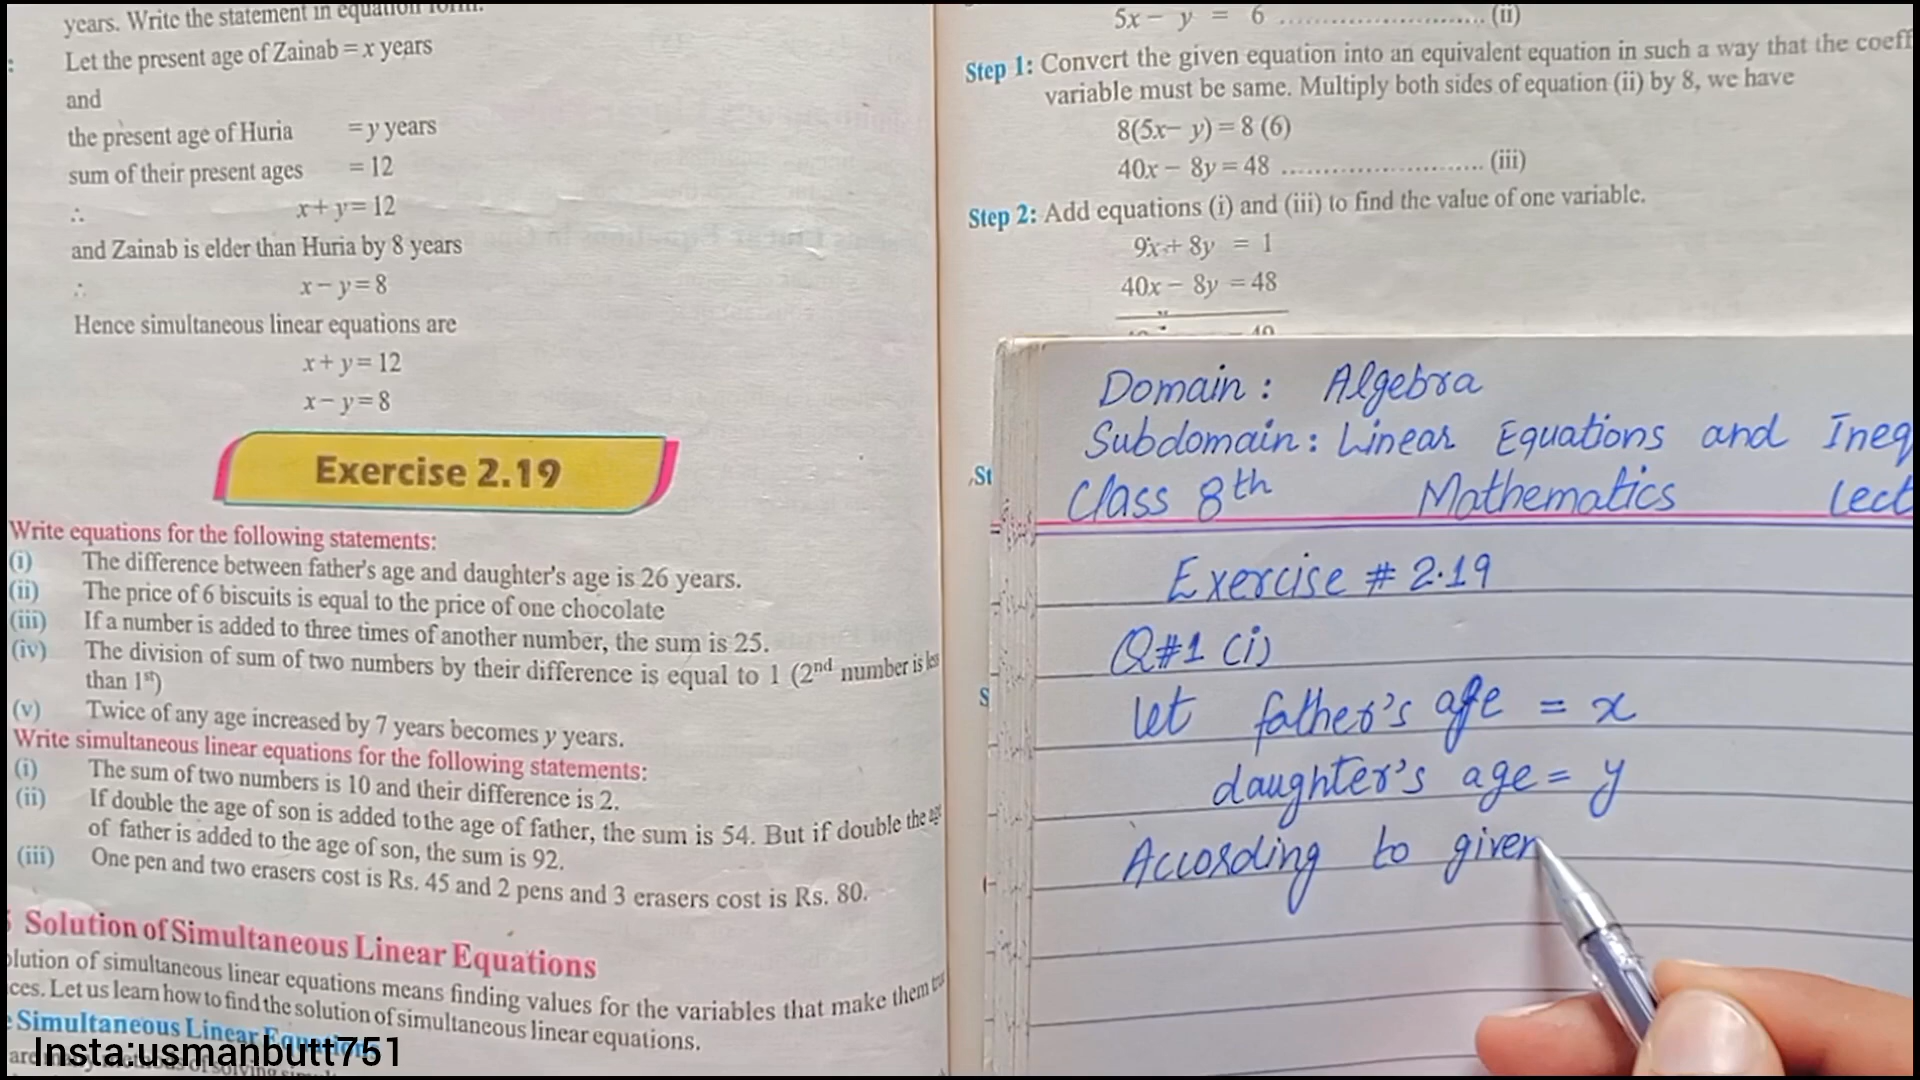 years. Write the statement in equation form.
: Let the present age of Zainab = x years
and
the present age of Huria = y years
sum of their present ages = 12
∴ x + y = 12
and Zainab is elder than Huria by 8 years
∴ x − y = 8
Hence simultaneous linear equations are
x + y = 12
x − y = 8
Exercise 2.19
Write equations for the following statements:
(i) The difference between father's age and daughter's age is 26 years.
(ii) The price of 6 biscuits is equal to the price of one chocolate
(iii) If a number is added to three times of another number, the sum is 25.
(iv) The division of sum of two numbers by their difference is equal to 1 (2nd number is less
than 1st)
(v) Twice of any age increased by 7 years becomes y years.
Write simultaneous linear equations for the following statements:
(i) The sum of two numbers is 10 and their difference is 2.
(ii) If double the age of son is added to the age of father, the sum is 54. But if double the age
of father is added to the age of son, the sum is 92.
(iii) One pen and two erasers cost is Rs. 45 and 2 pens and 3 erasers cost is Rs. 80.
Solution of Simultaneous Linear Equations
lution of simultaneous linear equations means finding values for the variables that make them
ces. Let us learn how to find the solution of simultaneous linear equations.
Simultaneous Linear Equations
Insta:usmanbutt751
5x − y = 6 ........................ (ii)
Step 1: Convert the given equation into an equivalent equation in such a way that the coeff
variable must be same. Multiply both sides of equation (ii) by 8, we have
8(5x − y) = 8 (6)
40x − 8y = 48 ........................ (iii)
Step 2: Add equations (i) and (iii) to find the value of one variable.
9x + 8y = 1
40x − 8y = 48
St
S
Domain: Algebra
Subdomain: Linear Equations and Ineq
Class 8th Mathematics Lect
Exercise # 2.19
Q#1 (i)
Let father's age = x
daughter's age = y
According to given